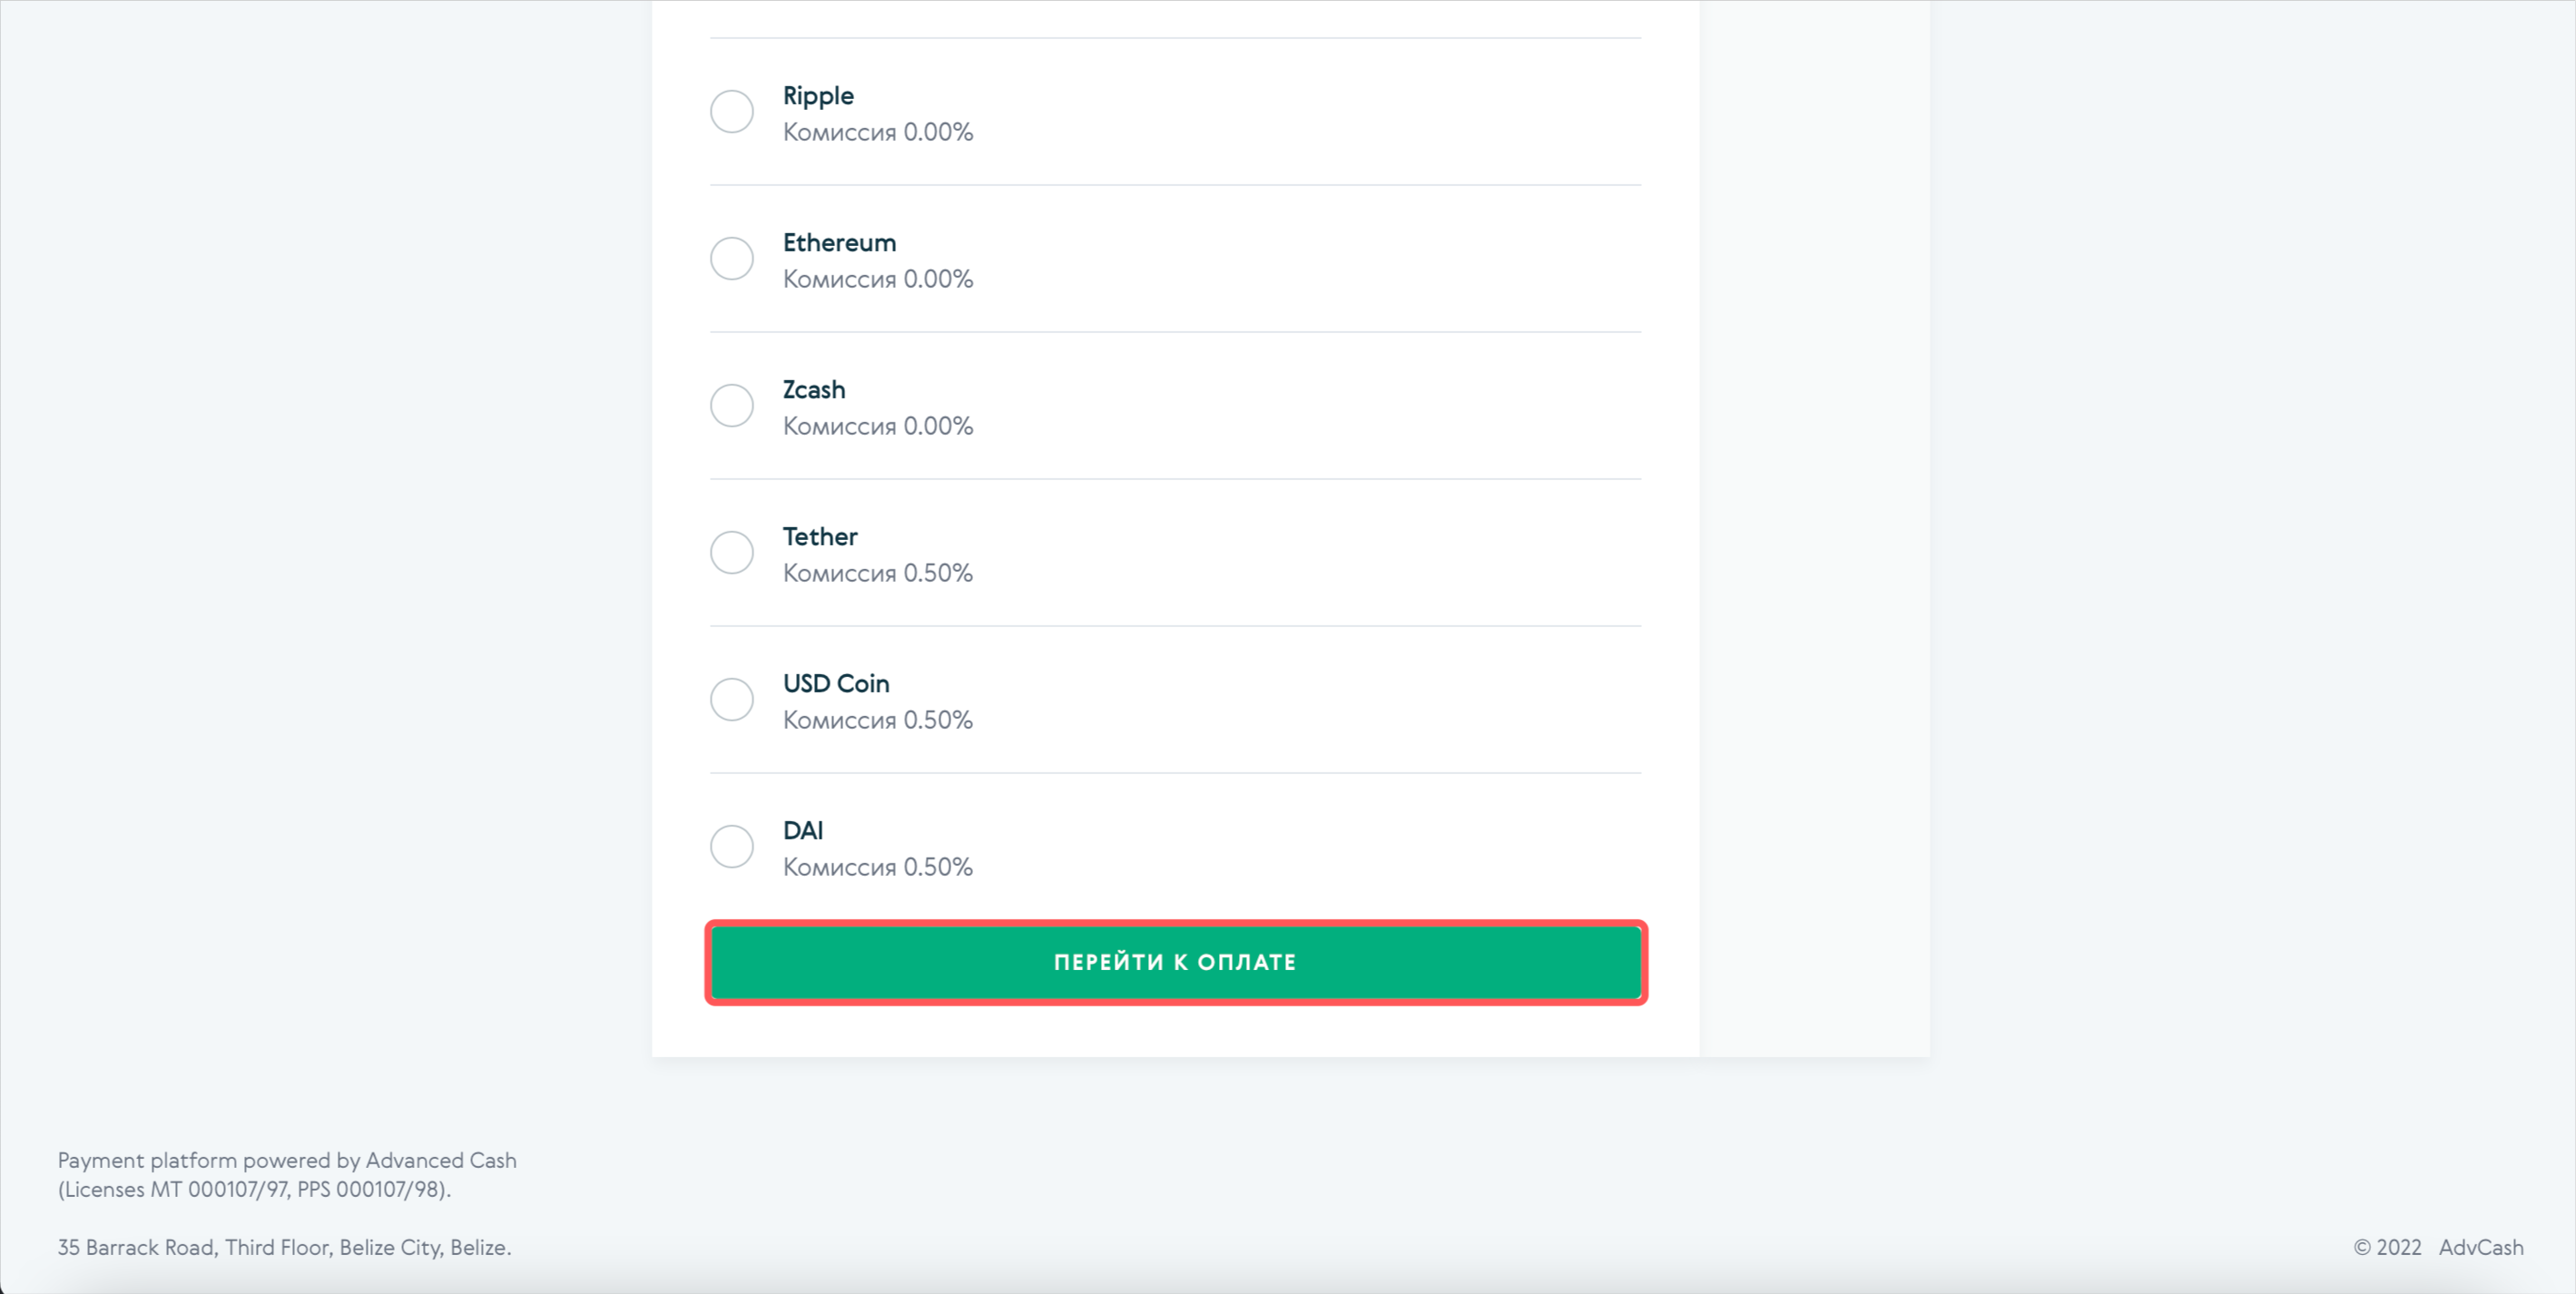 Ripple
Комиссия 0.00%
Ethereum
Комиссия 0.00%
Zcash
Комиссия 0.00%
Tether
Комиссия 0.50%
USD Coin
Комиссия 0.50%
DAI
Комиссия 0.50%
ПЕРЕЙТИ К ОПЛАТЕ
Payment platform powered by Advanced Cash
(Licenses MT 000107/97, PPS 000107/98).
35 Barrack Road, Third Floor, Belize City, Belize.
© 2022 AdvCash